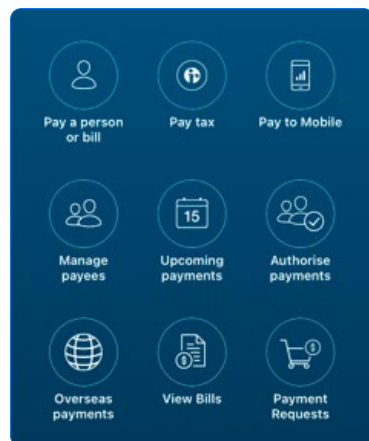 Pay a person
or bill
Pay tax
Pay to Mobile
Manage
payees
15
Upcoming
payments
Authorise
payments
Overseas
payments
$
View Bills
$
Payment
Requests